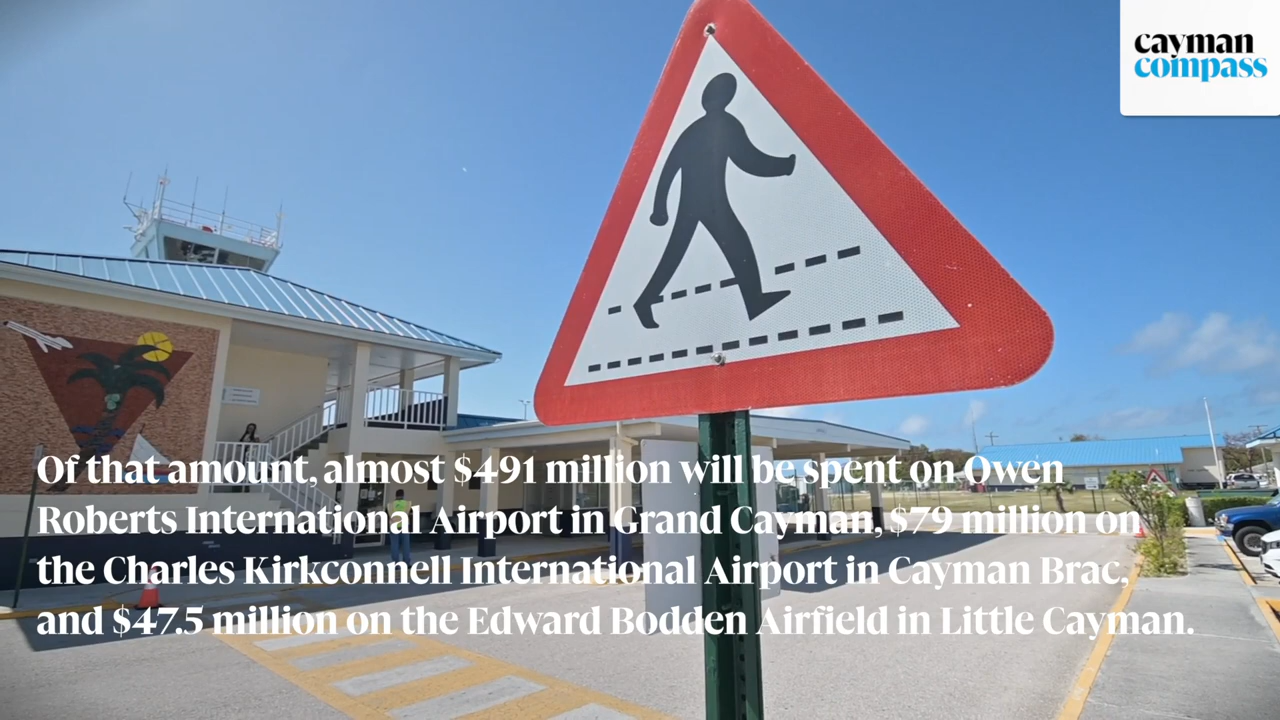 cayman
compass
Of that amount, almost $491 million will be spent on Owen
Roberts International Airport in Grand Cayman, $79 million on
the Charles Kirkconnell International Airport in Cayman Brac,
and $47.5 million on the Edward Bodden Airfield in Little Cayman.